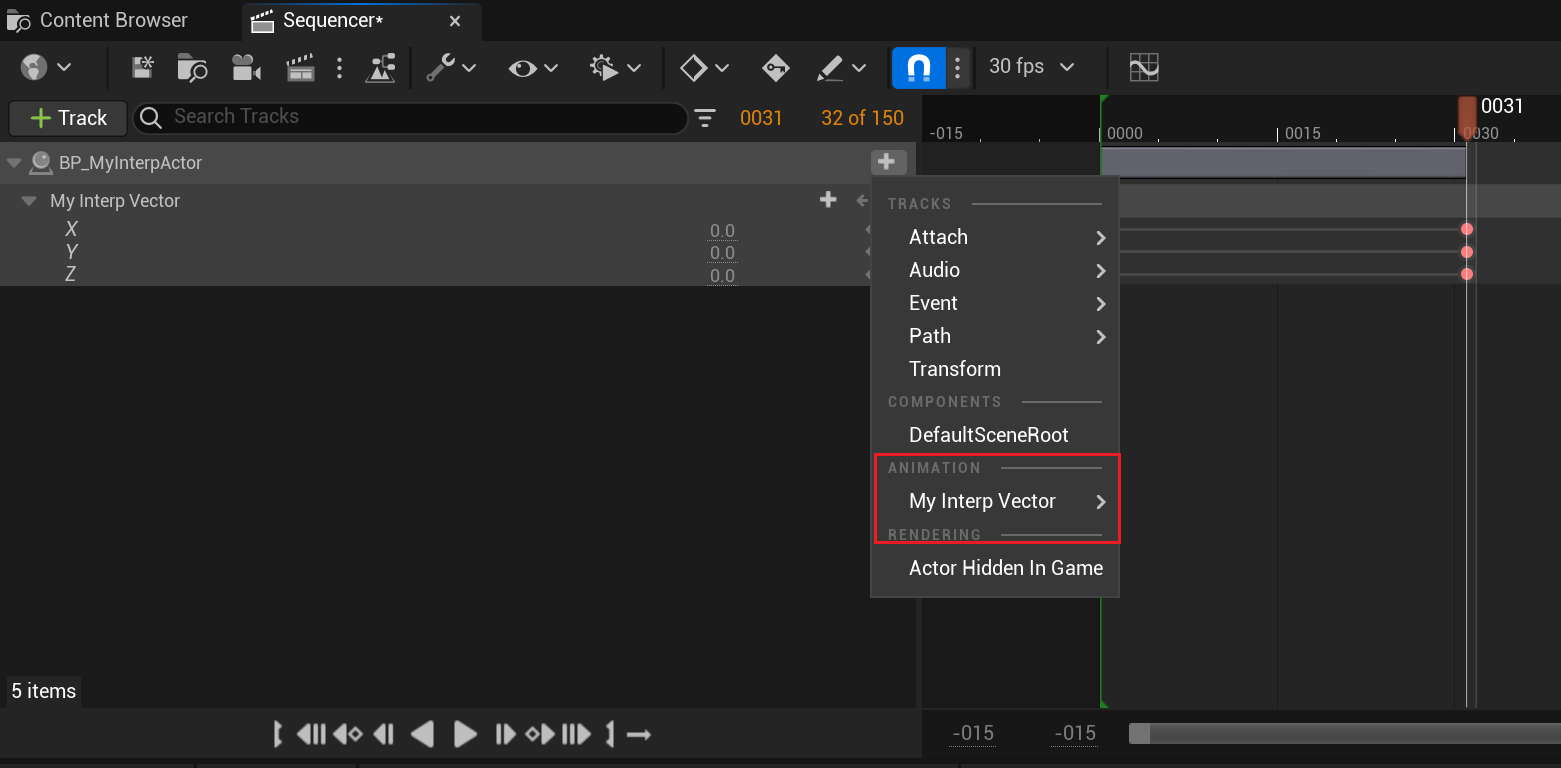 Content Browser
Sequencer*
30 fps
Track
Search Tracks
0031
32 of 150
-015
0000
0015
0030
0031
BP_MyInterpActor
My Interp Vector
X
0.0
Y
0.0
Z
0.0
TRACKS
Attach
Audio
Event
Path
Transform
COMPONENTS
DefaultSceneRoot
ANIMATION
My Interp Vector
RENDERING
Actor Hidden In Game
5 items
-015
-015